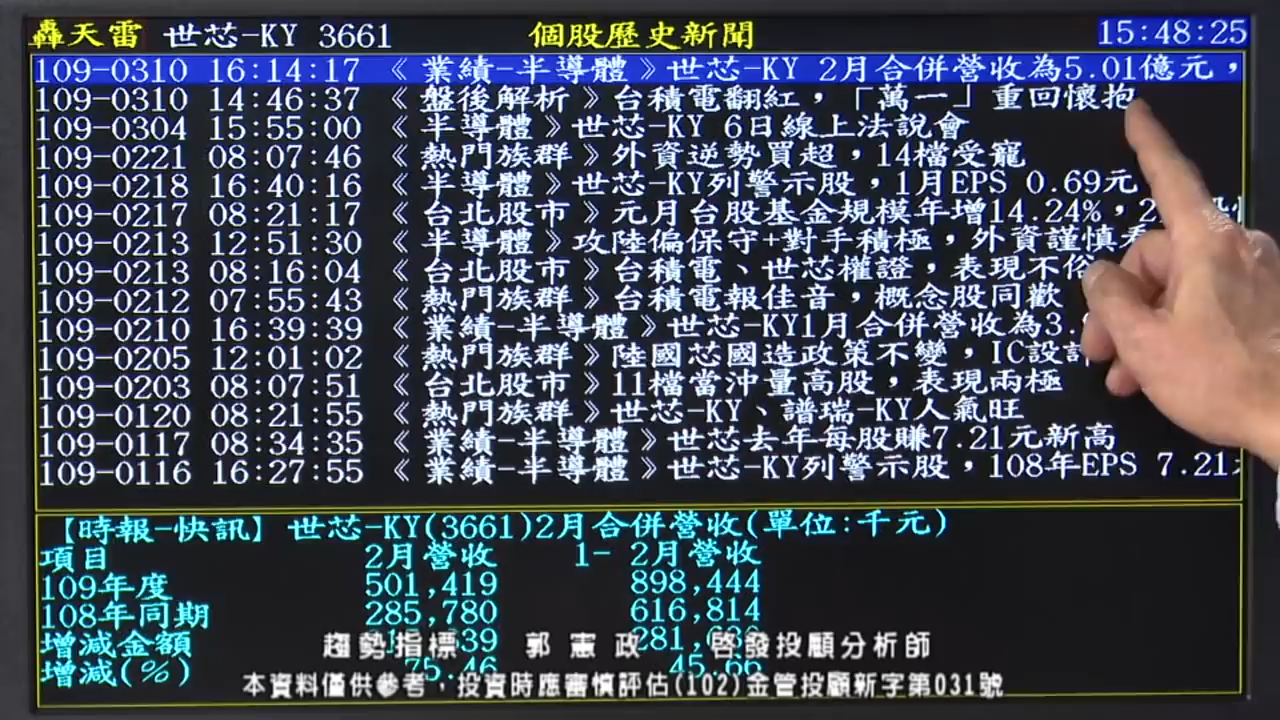 轟天雷 世芯-KY 3661 個股歷史新聞 15:48:25
109-0310 16:14:17 《業績-半導體》世芯-KY 2月合併營收為5.01億元,
109-0310 14:46:37 《盤後解析》台積電翻紅,「萬一」重回懷抱
109-0304 15:55:00 《半導體》世芯-KY 6日線上法說會
109-0221 08:07:46 《熱門族群》外資逆勢買超,14檔受寵
109-0218 16:40:16 《半導體》世芯-KY列警示股,1月EPS 0.69元
109-0217 08:21:17 《台北股市》元月台股基金規模年增14.24%,2
109-0213 12:51:30 《半導體》攻陸偏保守+對手積極,外資謹慎看
109-0213 08:16:04 《台北股市》台積電、世芯權證,表現不俗
109-0212 07:55:43 《熱門族群》台積電報佳音,概念股同歡
109-0210 16:39:39 《業績-半導體》世芯-KY1月合併營收為3.
109-0205 12:01:02 《熱門族群》陸國芯國造政策不變,IC設計
109-0203 08:07:51 《台北股市》11檔當沖量高股,表現兩極
109-0120 08:21:55 《熱門族群》世芯-KY、譜瑞-KY人氣旺
109-0117 08:34:35 《業績-半導體》世芯去年每股賺7.21元新高
109-0116 16:27:55 《業績-半導體》世芯-KY列警示股,108年EPS 7.21
【時報-快訊】世芯-KY(3661)2月合併營收(單位:千元)
項目 2月營收 1- 2月營收
109年度 501,419 898,444
108年同期 285,780 616,814
增減金額 639 281,
趨勢指標 郭憲政 啓發投顧分析師
增減(%) 75.46 45.66
本資料僅供參考,投資時應審慎評估(102)金管投顧新字第031號